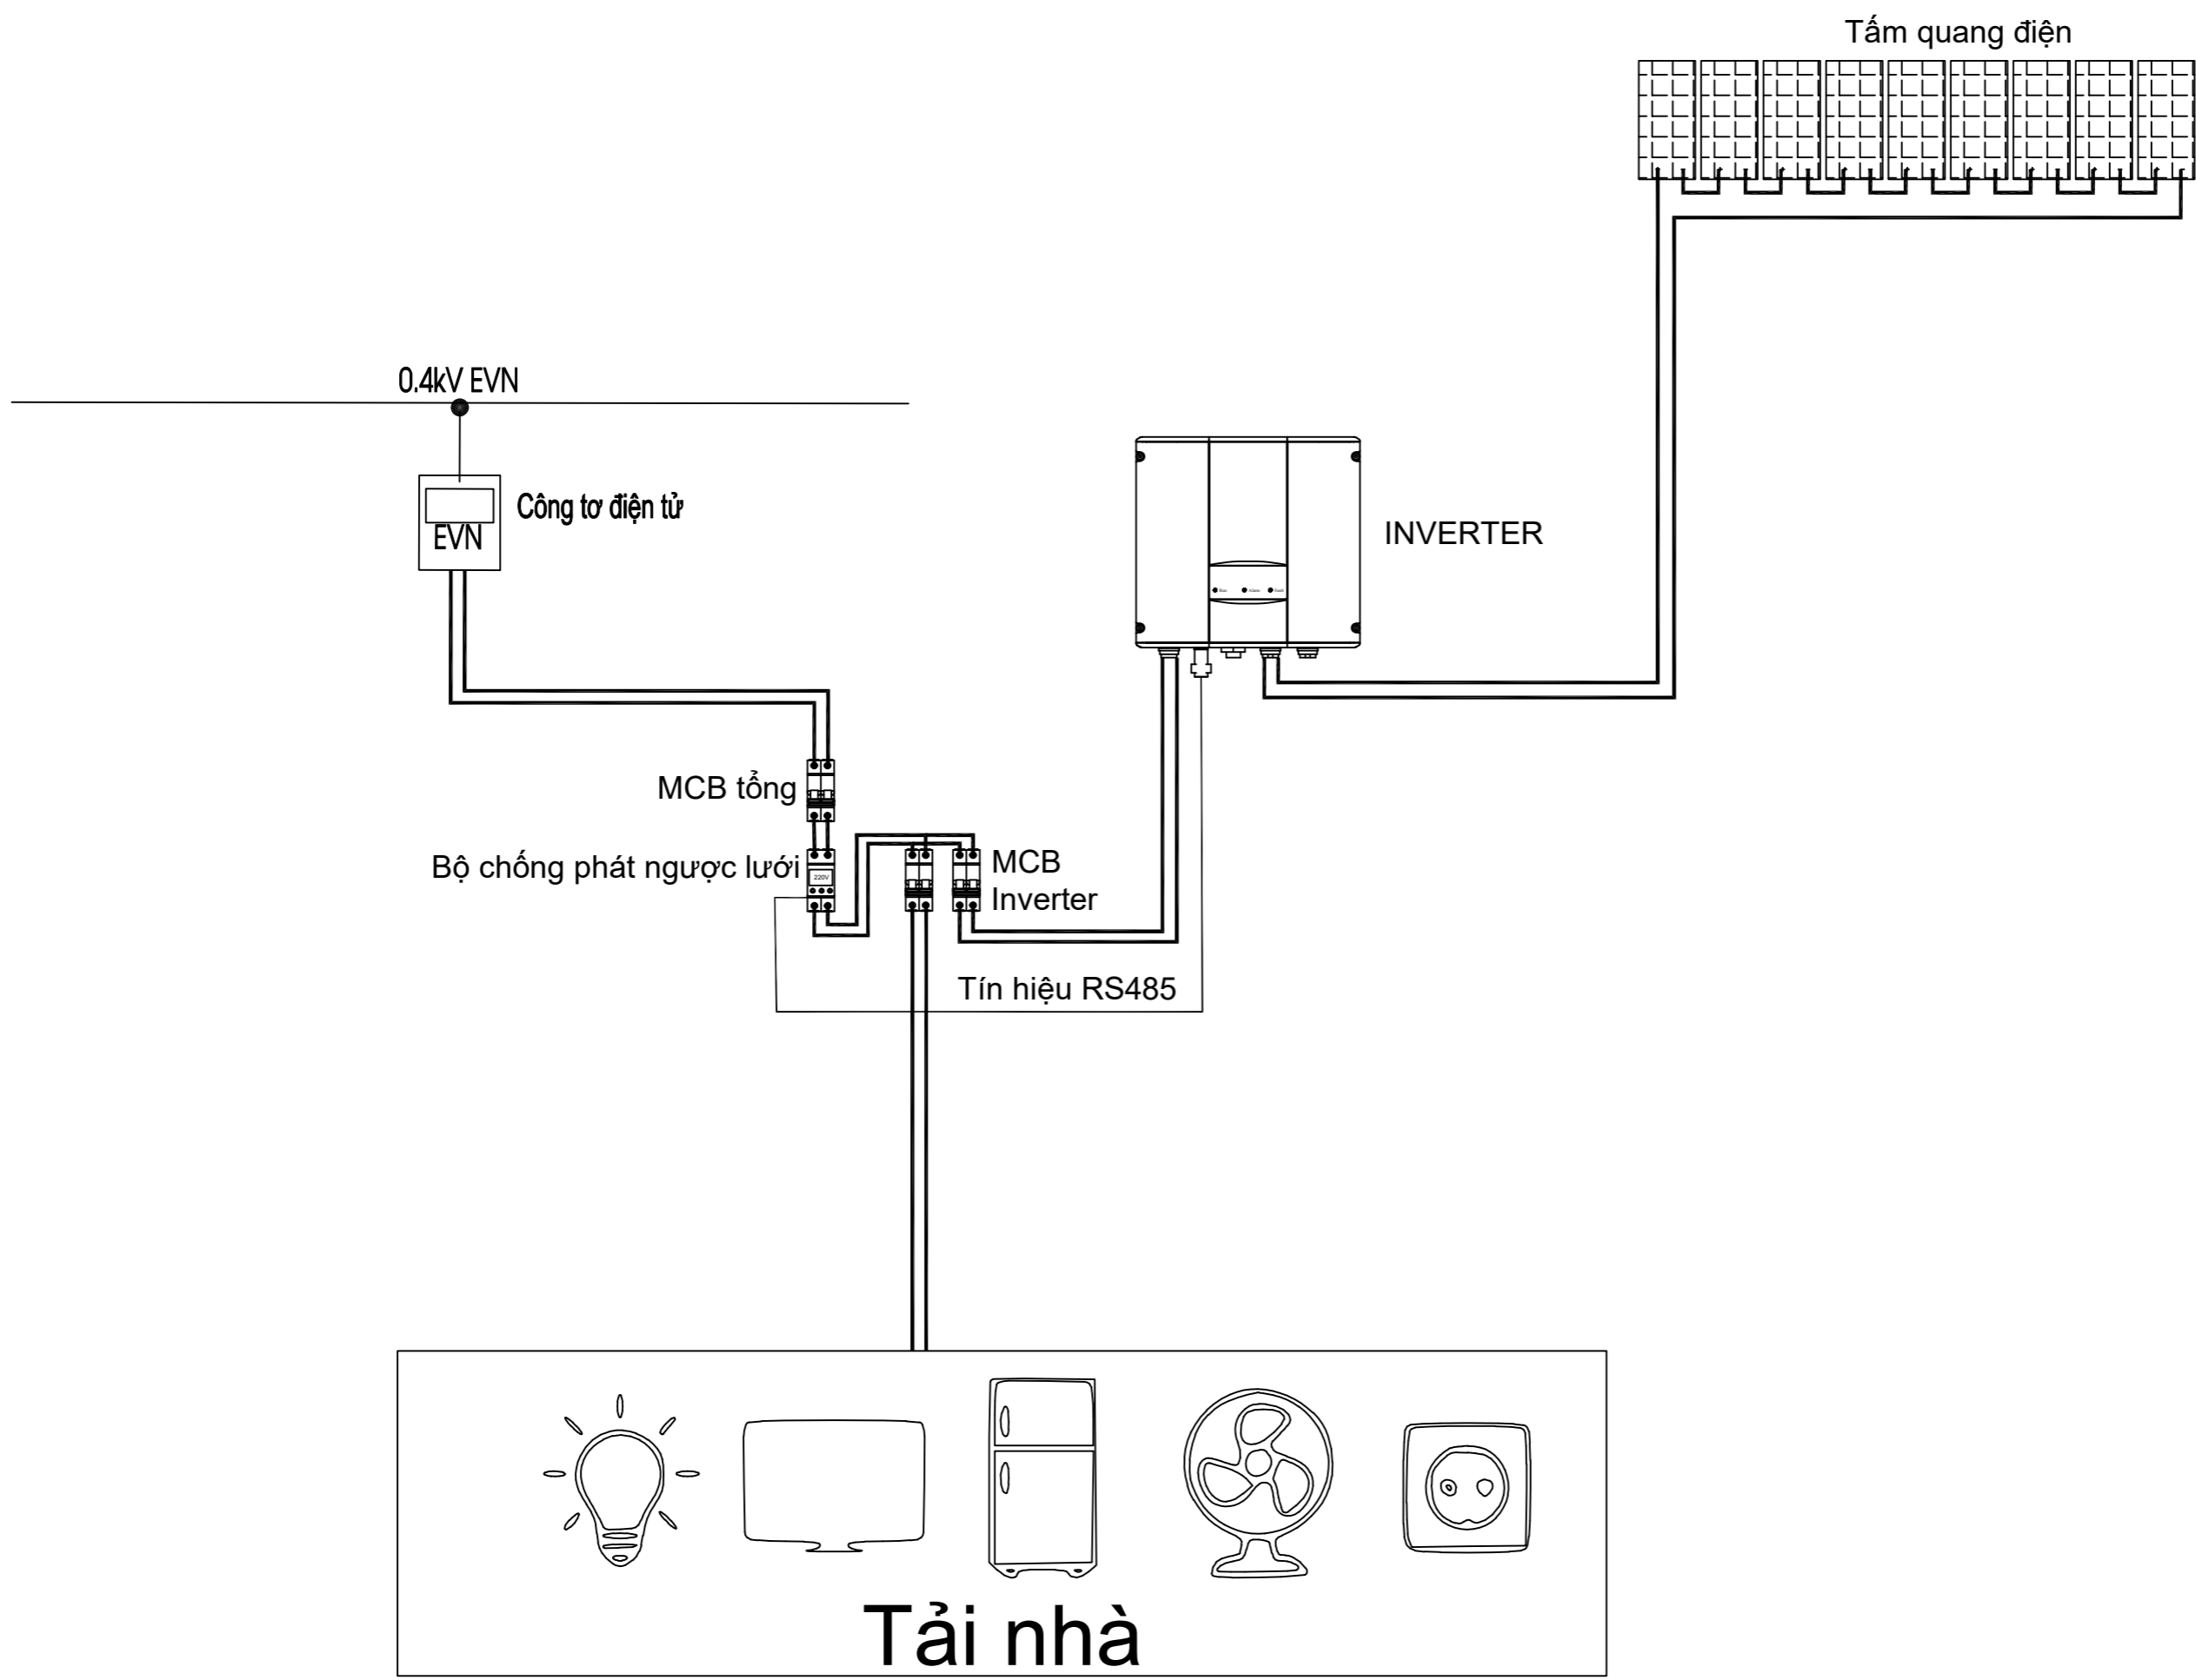 Tấm quang điện
0.4kV EVN
Công tơ điện tử
EVN
INVERTER
MCB tổng
Bộ chống phát ngược lưới
220V
MCB
Inverter
Tín hiệu RS485
Tải nhà